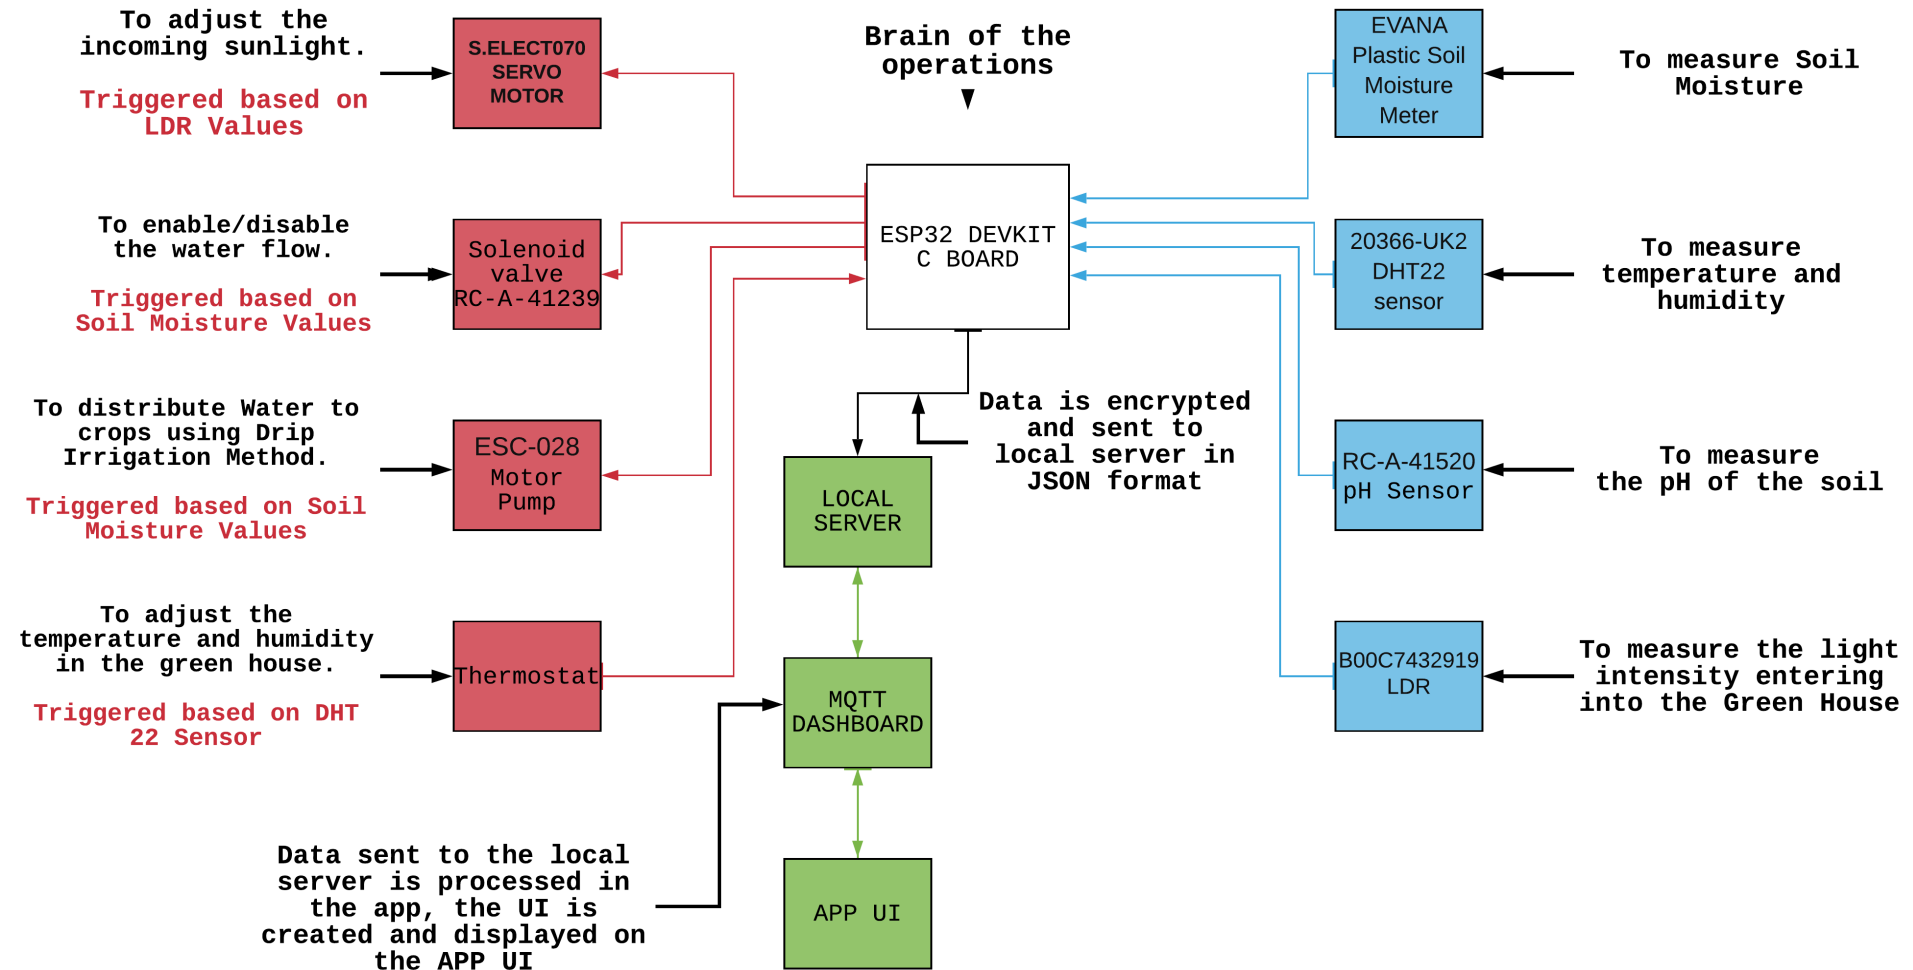 To adjust the
incoming sunlight.
Triggered based on
LDR Values
S.ELECT070
SERVO
MOTOR
Brain of the
operations
EVANA
Plastic Soil
Moisture
Meter
To measure Soil
Moisture
To enable/disable
the water flow.
Triggered based on
Soil Moisture Values
Solenoid
valve
RC-A-41239
ESP32 DEVKIT
C BOARD
20366-UK2
DHT22
sensor
To measure
temperature and
humidity
To distribute Water to
crops using Drip
Irrigation Method.
Triggered based on Soil
Moisture Values
ESC-028
Motor
Pump
Data is encrypted
and sent to
local server in
JSON format
LOCAL
SERVER
RC-A-41520
pH Sensor
To measure
the pH of the soil
To adjust the
temperature and humidity
in the green house.
Triggered based on DHT
22 Sensor
Thermostat
MQTT
DASHBOARD
B00C7432919
LDR
To measure the light
intensity entering
into the Green House
Data sent to the local
server is processed in
the app, the UI is
created and displayed on
the APP UI
APP UI